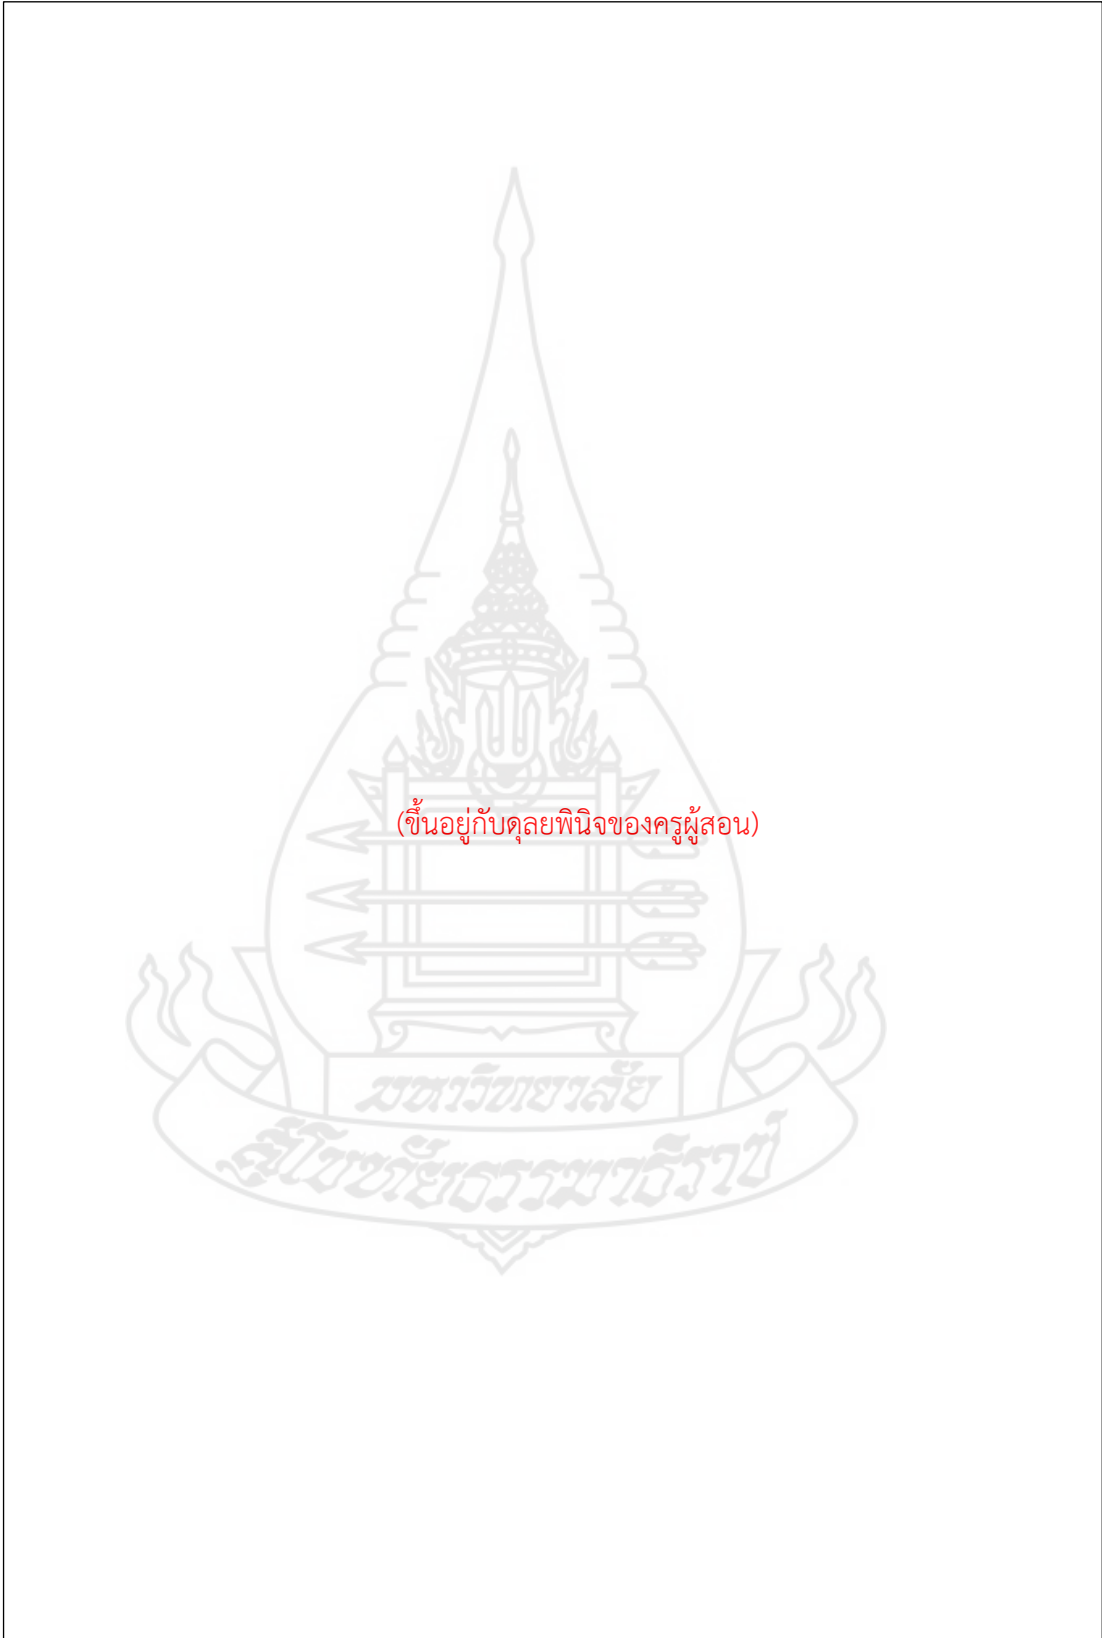 (ขึ้นอยู่กับดุลยพินิจของครูผู้สอน)
มหาวิทยาลัย
สุโขทัยธรรมาธิราช